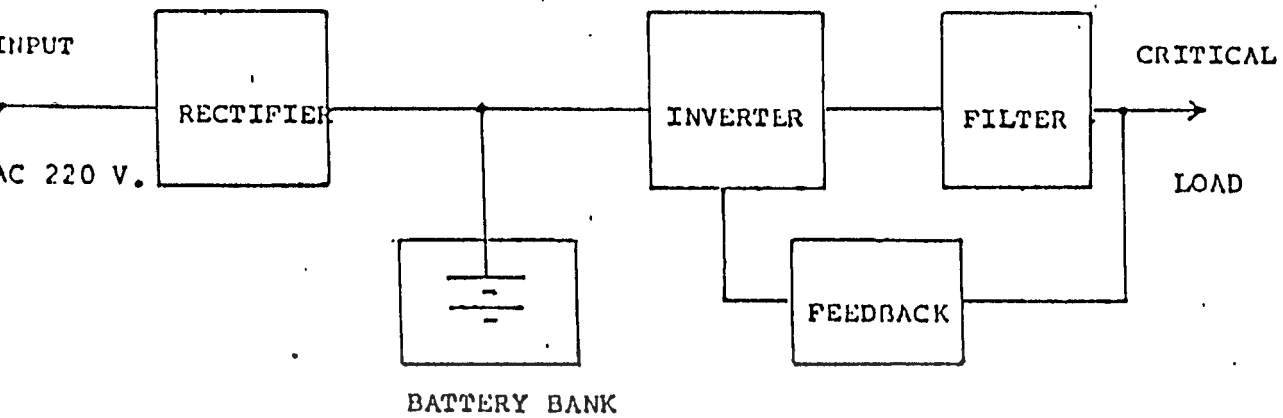 INPUT
AC 220 V.
RECTIFIER
INVERTER
FILTER
CRITICAL
LOAD
FEEDBACK
BATTERY BANK